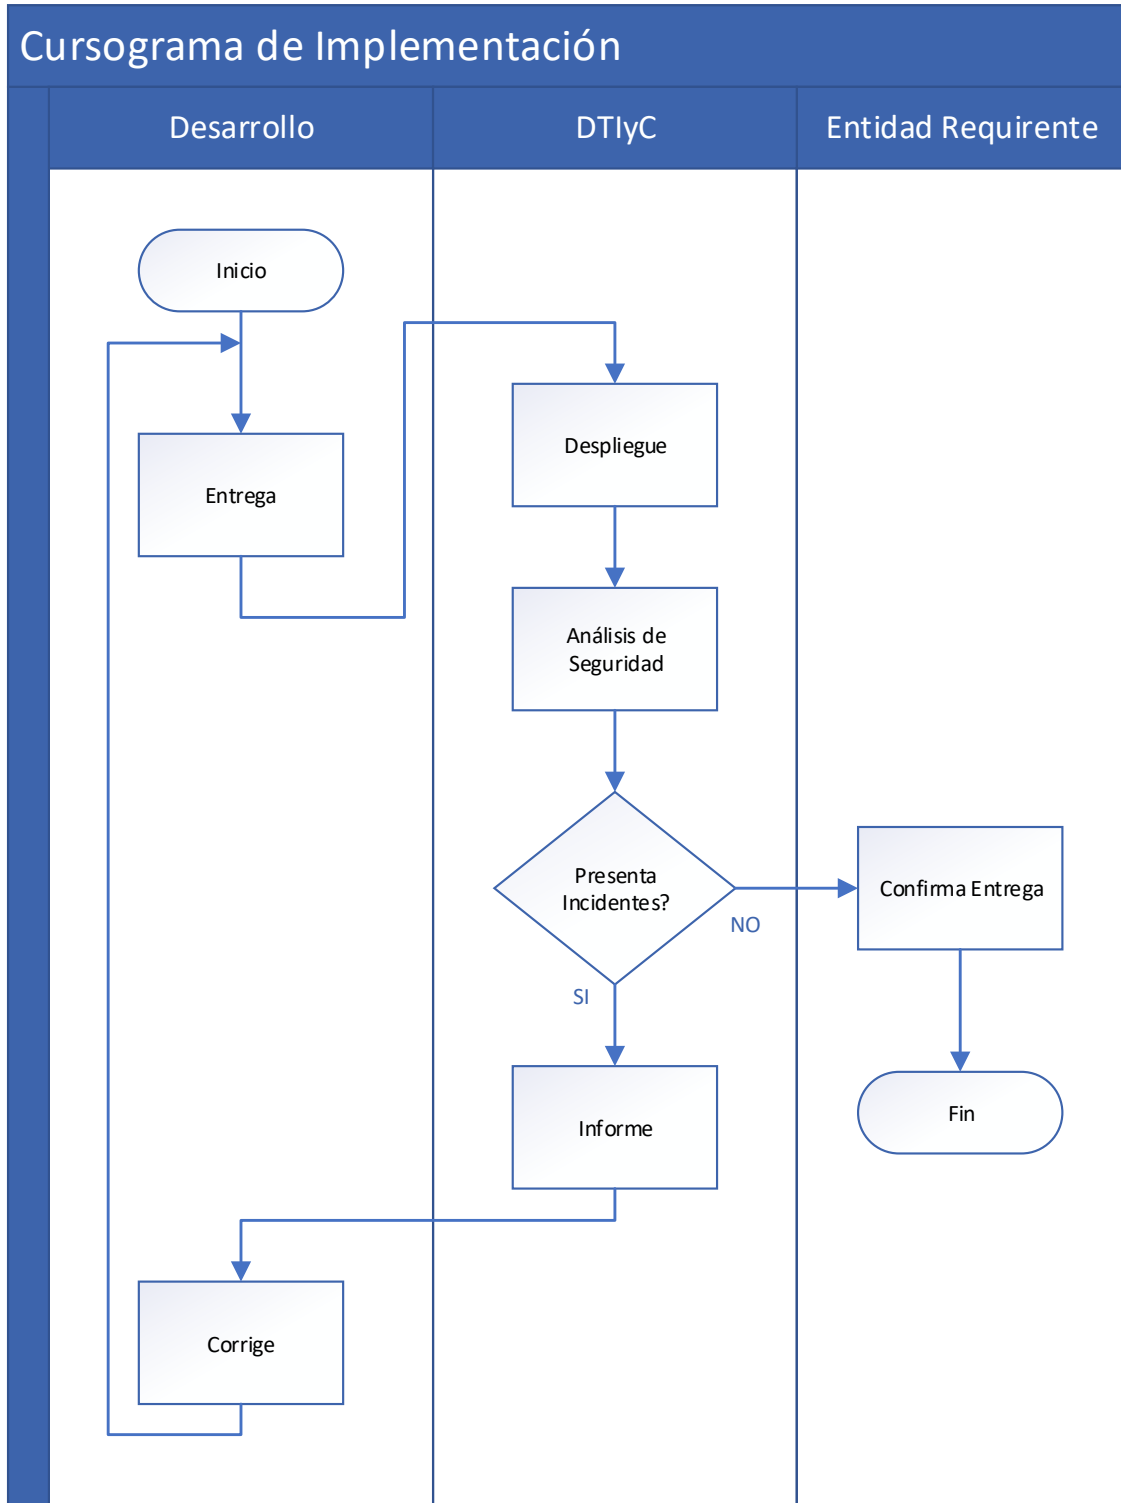 Cursograma de Implementación
Desarrollo
DTIyC
Entidad Requirente
Inicio
Despliegue
Entrega
Análisis de
Seguridad
Presenta
Incidentes?
NO
Confirma Entrega
SI
Informe
Fin
Corrige